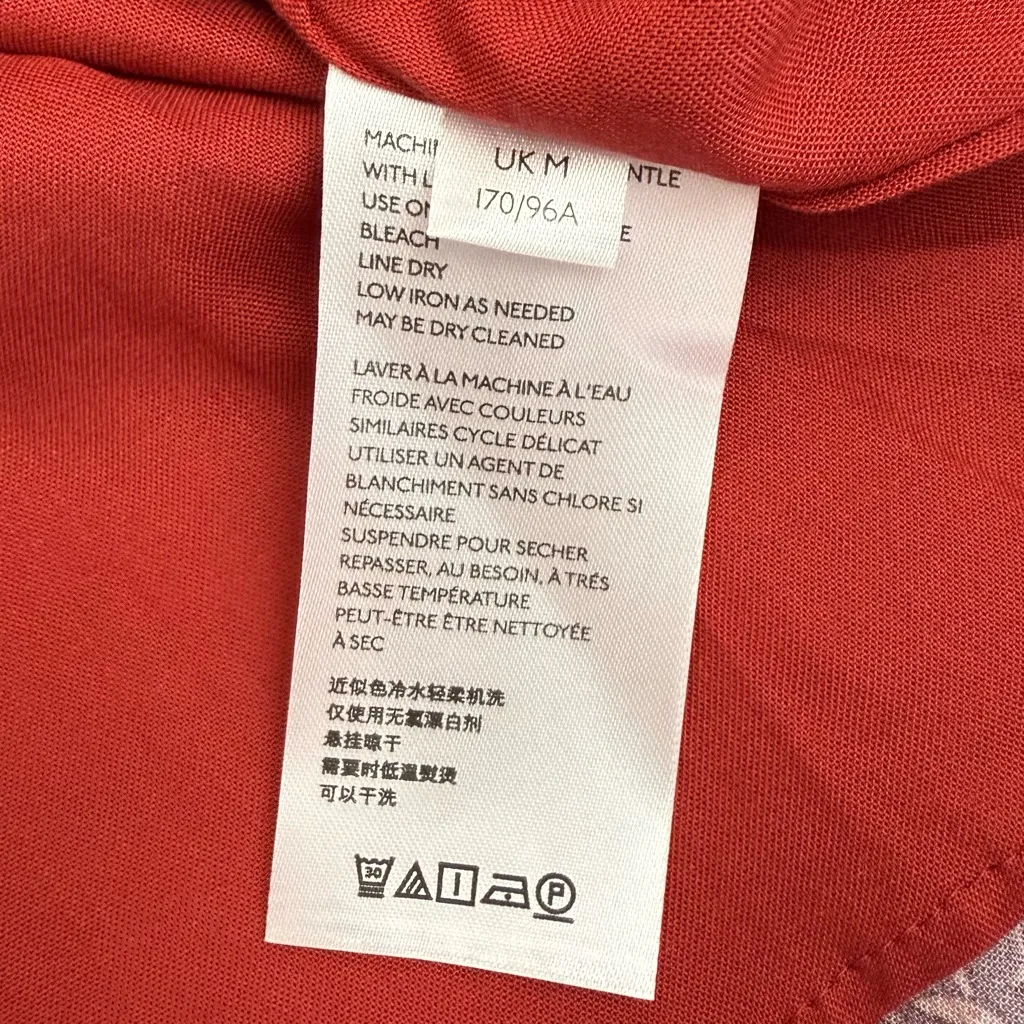 UK M
170/96A
MACHI NTLE
WITH L
USE ON E
BLEACH
LINE DRY
LOW IRON AS NEEDED
MAY BE DRY CLEANED
LAVER À LA MACHINE À L'EAU
FROIDE AVEC COULEURS
SIMILAIRES CYCLE DÉLICAT
UTILISER UN AGENT DE
BLANCHIMENT SANS CHLORE SI
NÉCESSAIRE
SUSPENDRE POUR SECHER
REPASSER, AU BESOIN, À TRÉS
BASSE TEMPÉRATURE
PEUT-ÊTRE ÊTRE NETTOYÉE
À SEC
近似色冷水轻柔机洗
仅使用无氯漂白剂
悬挂晾干
需要时低温熨烫
可以干洗
30 P